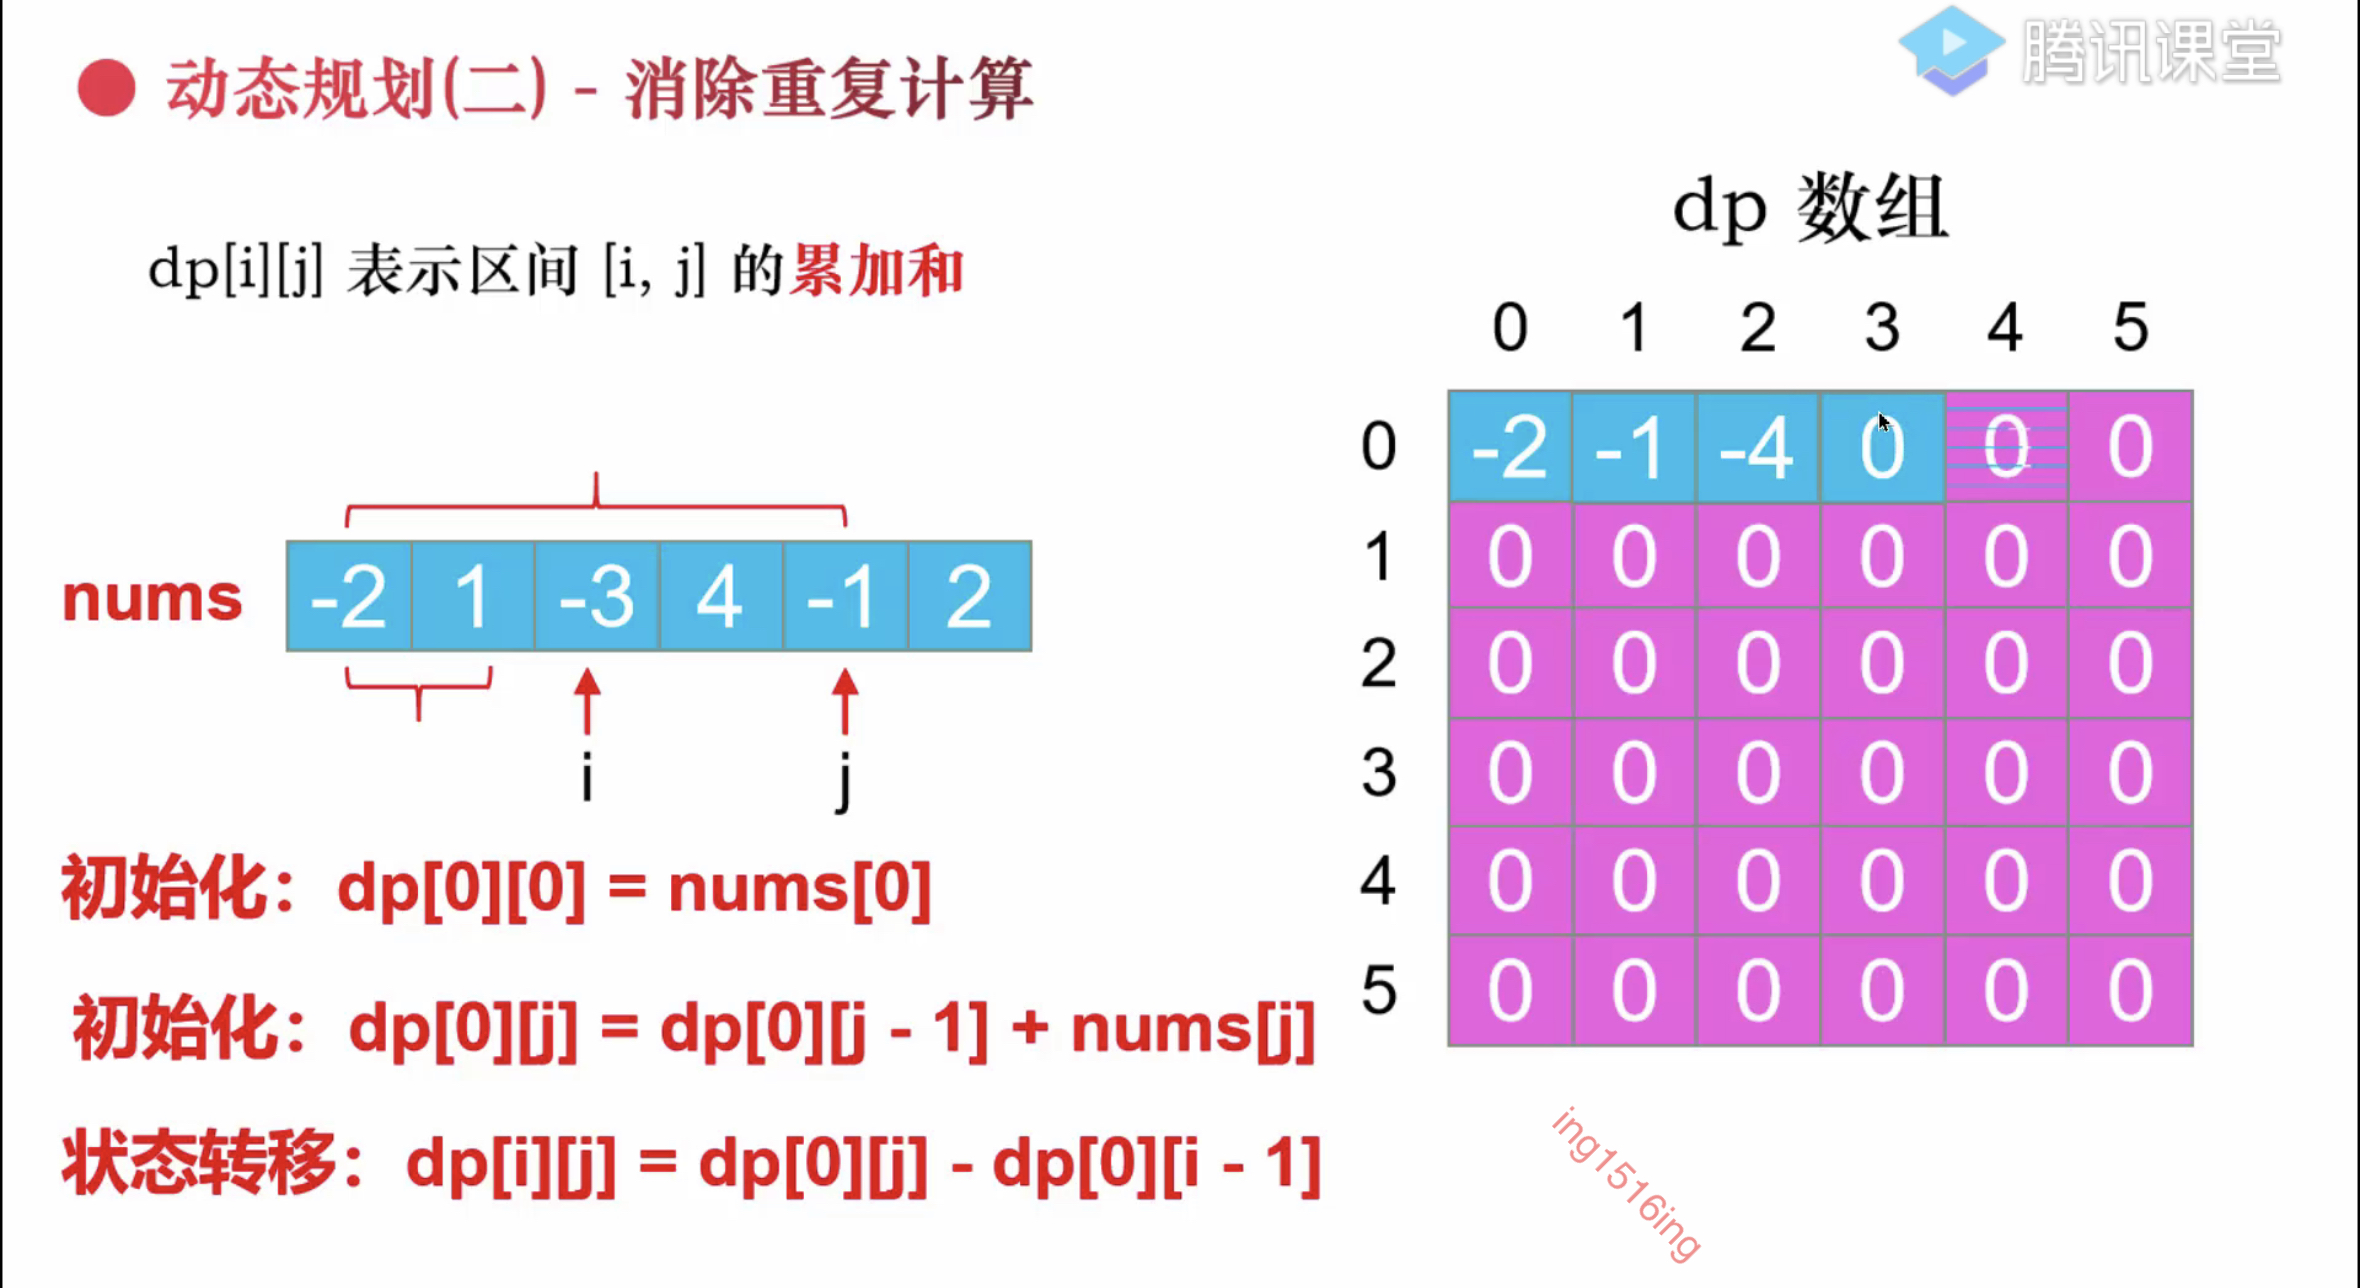 腾讯课堂
动态规划(二) - 消除重复计算
dp 数组
dp[i][j] 表示区间 [i, j] 的累加和
0 1 2 3 4 5
0 -2 -1 -4 0 0 0
1 0 0 0 0 0 0
2 0 0 0 0 0 0
3 0 0 0 0 0 0
4 0 0 0 0 0 0
5 0 0 0 0 0 0
nums -2 1 -3 4 -1 2
i j
初始化：dp[0][0] = nums[0]
初始化：dp[0][j] = dp[0][j - 1] + nums[j]
状态转移：dp[i][j] = dp[0][j] - dp[0][i - 1]
ing1516ing